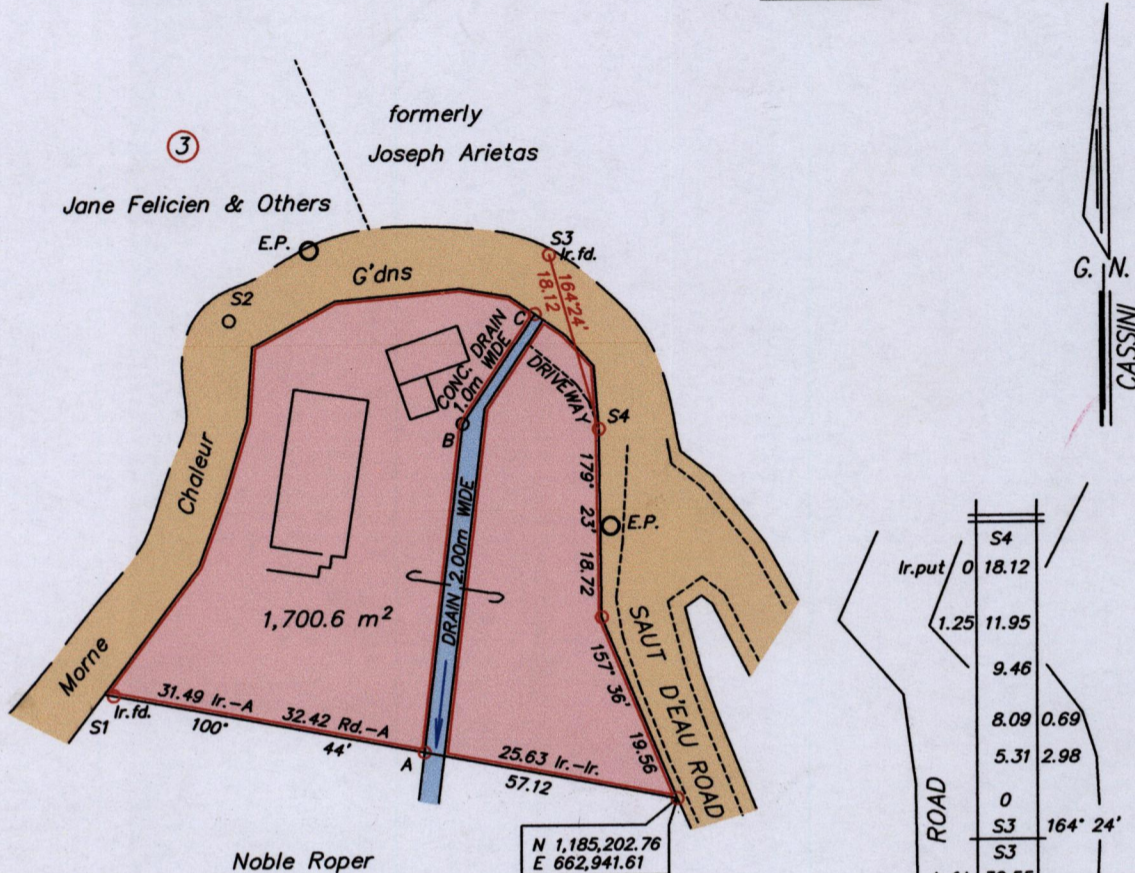 formerly
Joseph Arietas
3
Jane Felicien & Others
E.P.
S3
Ir.fd.
G'dns
164°24'
18.12
G. N.
CASSINI
S2
C
CONC. DRAIN
1.0m WIDE
DRIVEWAY
S4
B
Chaleur
179° 23' 18.72
E.P.
DRAIN 2.00m WIDE
1,700.6 m²
SAUT D'EAU ROAD
Morne
157° 36'
19.56
31.49 Ir.-A
32.42 Rd.-A
Ir.fd.
S1
100° 44'
A
25.63 Ir.-Ir.
57.12
N 1,185,202.76
E 662,941.61
Noble Roper
S4
Ir.put 0 18.12
1.25 11.95
9.46
8.09 0.69
5.31 2.98
0
S3 164° 24'
S3
ROAD